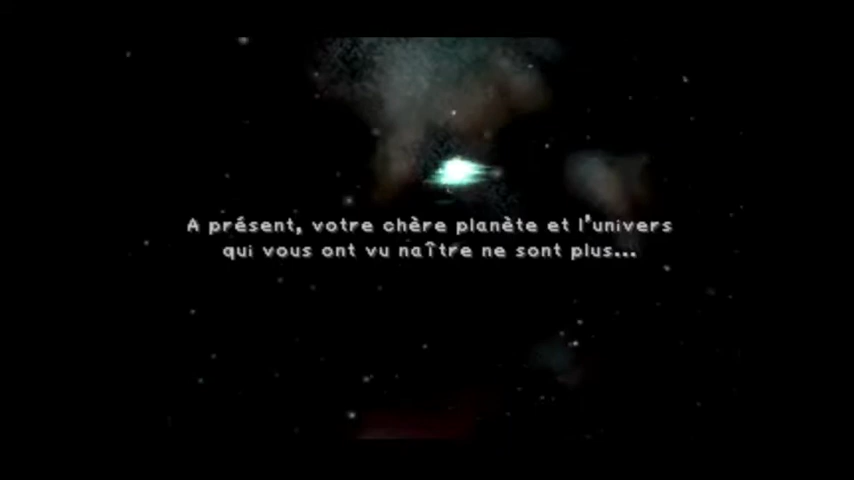 A présent, votre chère planète et l'univers
qui vous ont vu naître ne sont plus...